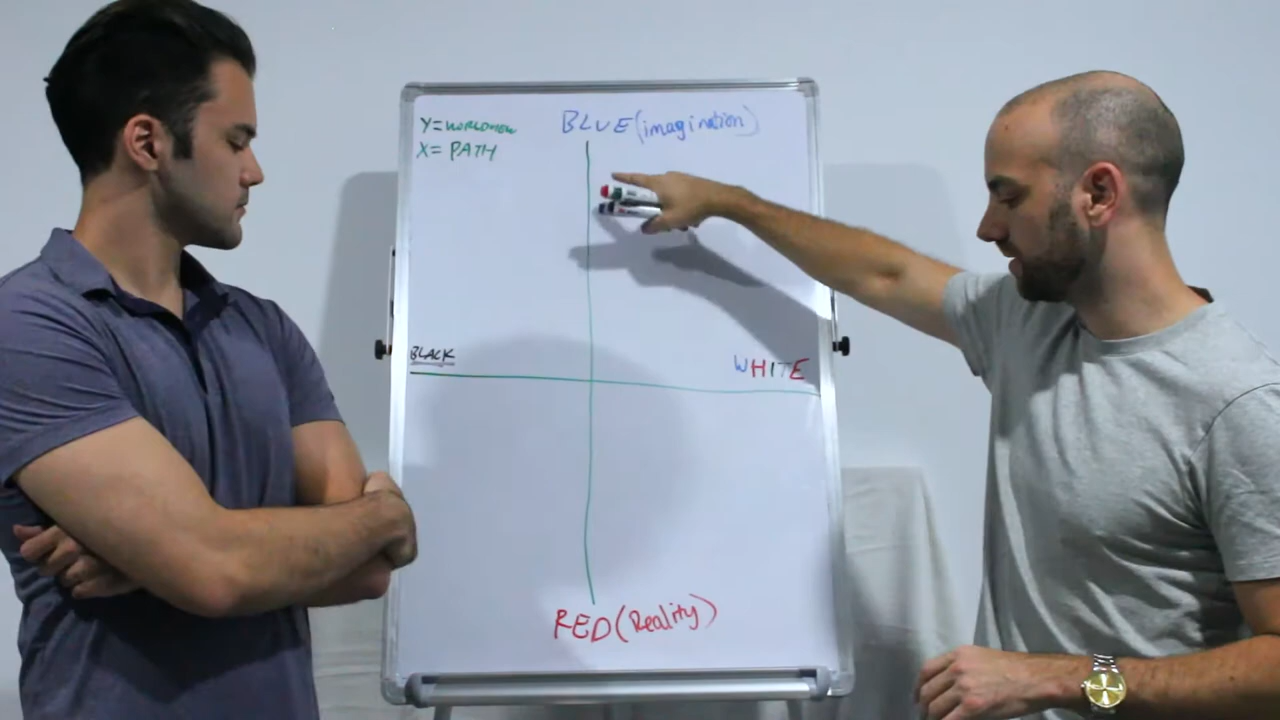 Y=WORLDVIEW
X= PATH
BLUE(imagination)
BLACK
WHITE
RED(Reality)